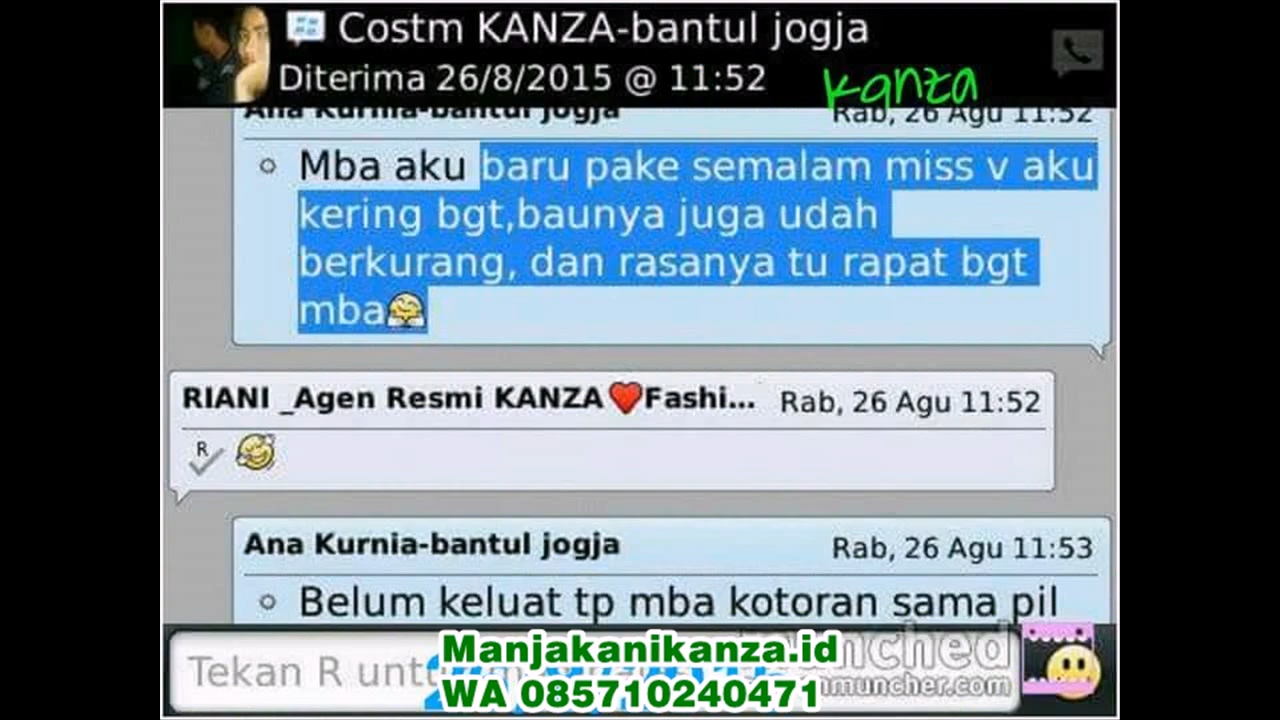 Costm KANZA-bantul jogja
Diterima 26/8/2015 @ 11:52
kanza
Ana Kurnia-bantul jogja Rab, 26 Agu 11:52
Mba aku baru pake semalam miss v aku
kering bgt,baunya juga udah
berkurang, dan rasanya tu rapat bgt
mba
RIANI _Agen Resmi KANZA❤Fashi... Rab, 26 Agu 11:52
R
Ana Kurnia-bantul jogja Rab, 26 Agu 11:53
Belum keluat tp mba kotoran sama pil
Tekan R
Manjakanikanza.id
WA 085710240471